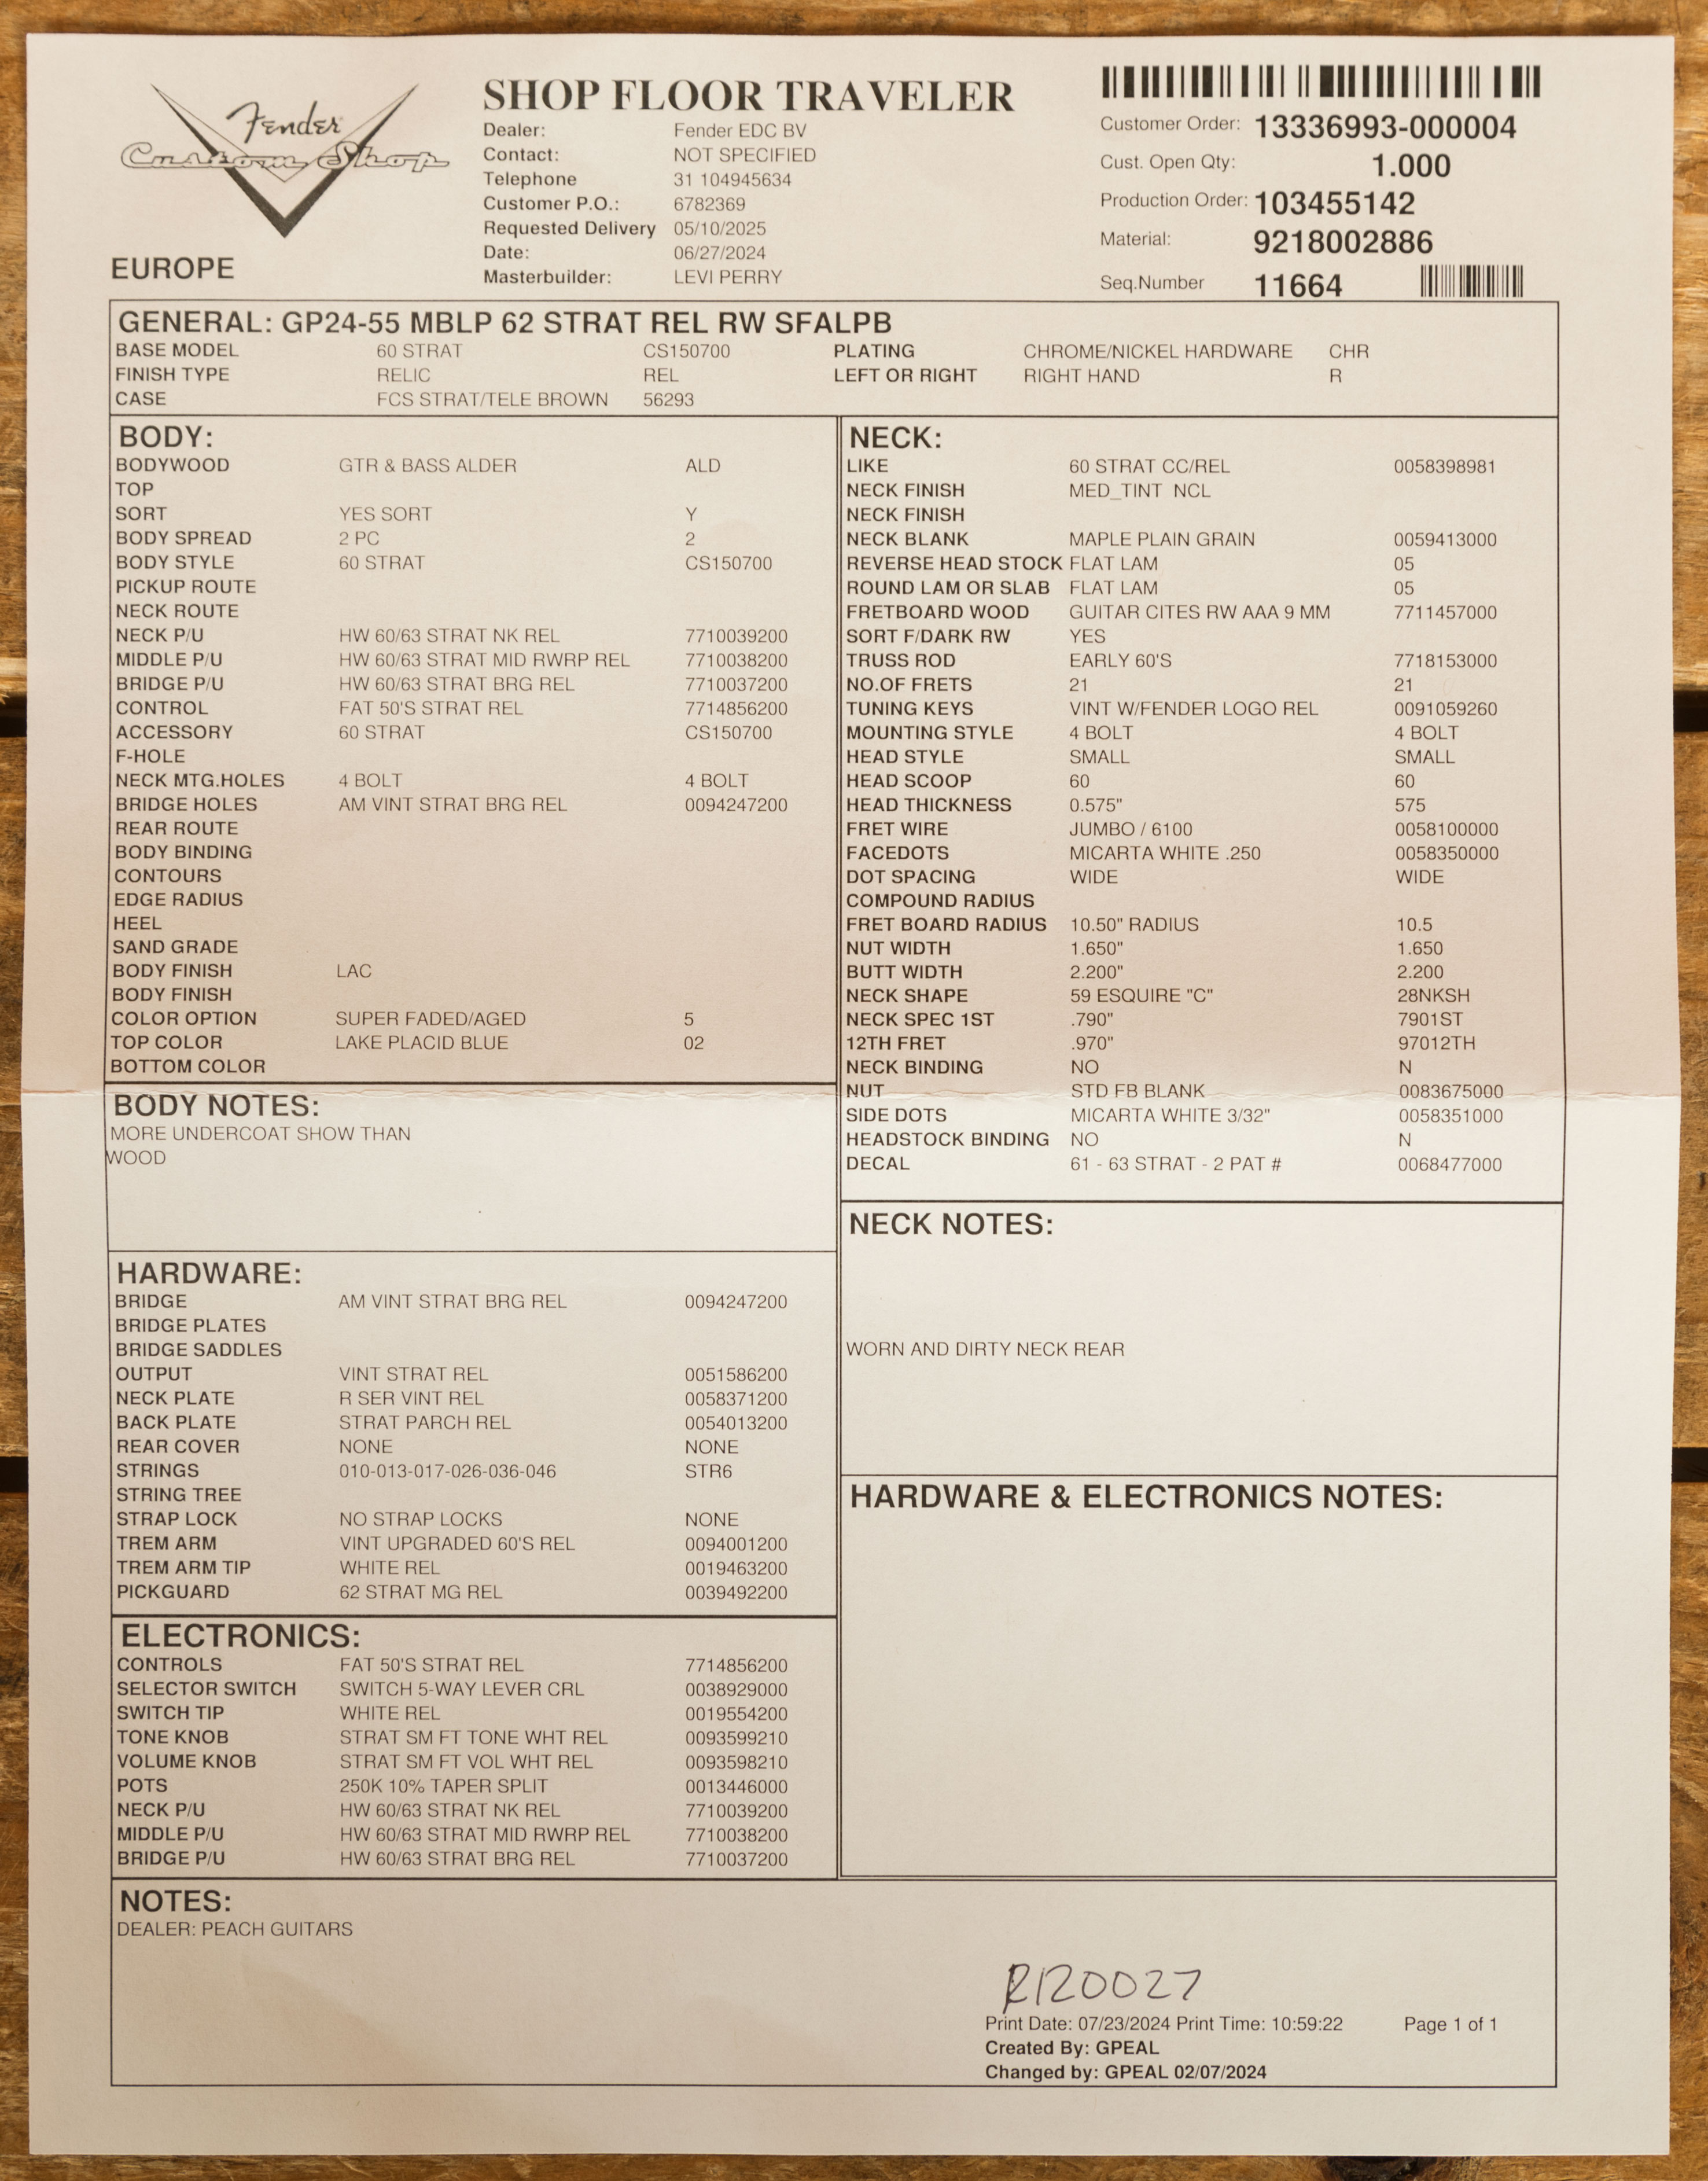 Fender
Custom Shop
EUROPE
SHOP FLOOR TRAVELER
Dealer: Fender EDC BV
Contact: NOT SPECIFIED
Telephone 31 104945634
Customer P.O.: 6782369
Requested Delivery 05/10/2025
Date: 06/27/2024
Masterbuilder: LEVI PERRY
Customer Order: 13336993-000004
Cust. Open Qty: 1.000
Production Order: 103455142
Material: 9218002886
Seq.Number 11664
GENERAL: GP24-55 MBLP 62 STRAT REL RW SFALPB
BASE MODEL 60 STRAT CS150700 PLATING CHROME/NICKEL HARDWARE CHR
FINISH TYPE RELIC REL LEFT OR RIGHT RIGHT HAND R
CASE FCS STRAT/TELE BROWN 56293
BODY:
BODYWOOD GTR & BASS ALDER ALD
TOP
SORT YES SORT Y
BODY SPREAD 2 PC 2
BODY STYLE 60 STRAT CS150700
PICKUP ROUTE
NECK ROUTE
NECK P/U HW 60/63 STRAT NK REL 7710039200
MIDDLE P/U HW 60/63 STRAT MID RWRP REL 7710038200
BRIDGE P/U HW 60/63 STRAT BRG REL 7710037200
CONTROL FAT 50'S STRAT REL 7714856200
ACCESSORY 60 STRAT CS150700
F-HOLE
NECK MTG.HOLES 4 BOLT 4 BOLT
BRIDGE HOLES AM VINT STRAT BRG REL 0094247200
REAR ROUTE
BODY BINDING
CONTOURS
EDGE RADIUS
HEEL
SAND GRADE
BODY FINISH LAC
BODY FINISH
COLOR OPTION SUPER FADED/AGED 5
TOP COLOR LAKE PLACID BLUE 02
BOTTOM COLOR
BODY NOTES:
MORE UNDERCOAT SHOW THAN
WOOD
HARDWARE:
BRIDGE AM VINT STRAT BRG REL 0094247200
BRIDGE PLATES
BRIDGE SADDLES
OUTPUT VINT STRAT REL 0051586200
NECK PLATE R SER VINT REL 0058371200
BACK PLATE STRAT PARCH REL 0054013200
REAR COVER NONE NONE
STRINGS 010-013-017-026-036-046 STR6
STRING TREE
STRAP LOCK NO STRAP LOCKS NONE
TREM ARM VINT UPGRADED 60'S REL 0094001200
TREM ARM TIP WHITE REL 0019463200
PICKGUARD 62 STRAT MG REL 0039492200
ELECTRONICS:
CONTROLS FAT 50'S STRAT REL 7714856200
SELECTOR SWITCH SWITCH 5-WAY LEVER CRL 0038929000
SWITCH TIP WHITE REL 0019554200
TONE KNOB STRAT SM FT TONE WHT REL 0093599210
VOLUME KNOB STRAT SM FT VOL WHT REL 0093598210
POTS 250K 10% TAPER SPLIT 0013446000
NECK P/U HW 60/63 STRAT NK REL 7710039200
MIDDLE P/U HW 60/63 STRAT MID RWRP REL 7710038200
BRIDGE P/U HW 60/63 STRAT BRG REL 7710037200
NECK:
LIKE 60 STRAT CC/REL 0058398981
NECK FINISH MED_TINT NCL
NECK FINISH
NECK BLANK MAPLE PLAIN GRAIN 0059413000
REVERSE HEAD STOCK FLAT LAM 05
ROUND LAM OR SLAB FLAT LAM 05
FRETBOARD WOOD GUITAR CITES RW AAA 9 MM 7711457000
SORT F/DARK RW YES
TRUSS ROD EARLY 60'S 7718153000
NO.OF FRETS 21 21
TUNING KEYS VINT W/FENDER LOGO REL 0091059260
MOUNTING STYLE 4 BOLT 4 BOLT
HEAD STYLE SMALL SMALL
HEAD SCOOP 60 60
HEAD THICKNESS 0.575" 575
FRET WIRE JUMBO / 6100 0058100000
FACEDOTS MICARTA WHITE .250 0058350000
DOT SPACING WIDE WIDE
COMPOUND RADIUS
FRET BOARD RADIUS 10.50" RADIUS 10.5
NUT WIDTH 1.650" 1.650
BUTT WIDTH 2.200" 2.200
NECK SHAPE 59 ESQUIRE "C" 28NKSH
NECK SPEC 1ST .790" 7901ST
12TH FRET .970" 97012TH
NECK BINDING NO N
NUT STD FB BLANK 0083675000
SIDE DOTS MICARTA WHITE 3/32" 0058351000
HEADSTOCK BINDING NO N
DECAL 61 - 63 STRAT - 2 PAT # 0068477000
NECK NOTES:
WORN AND DIRTY NECK REAR
HARDWARE & ELECTRONICS NOTES:
NOTES:
DEALER: PEACH GUITARS
R120027
Print Date: 07/23/2024 Print Time: 10:59:22 Page 1 of 1
Created By: GPEAL
Changed by: GPEAL 02/07/2024